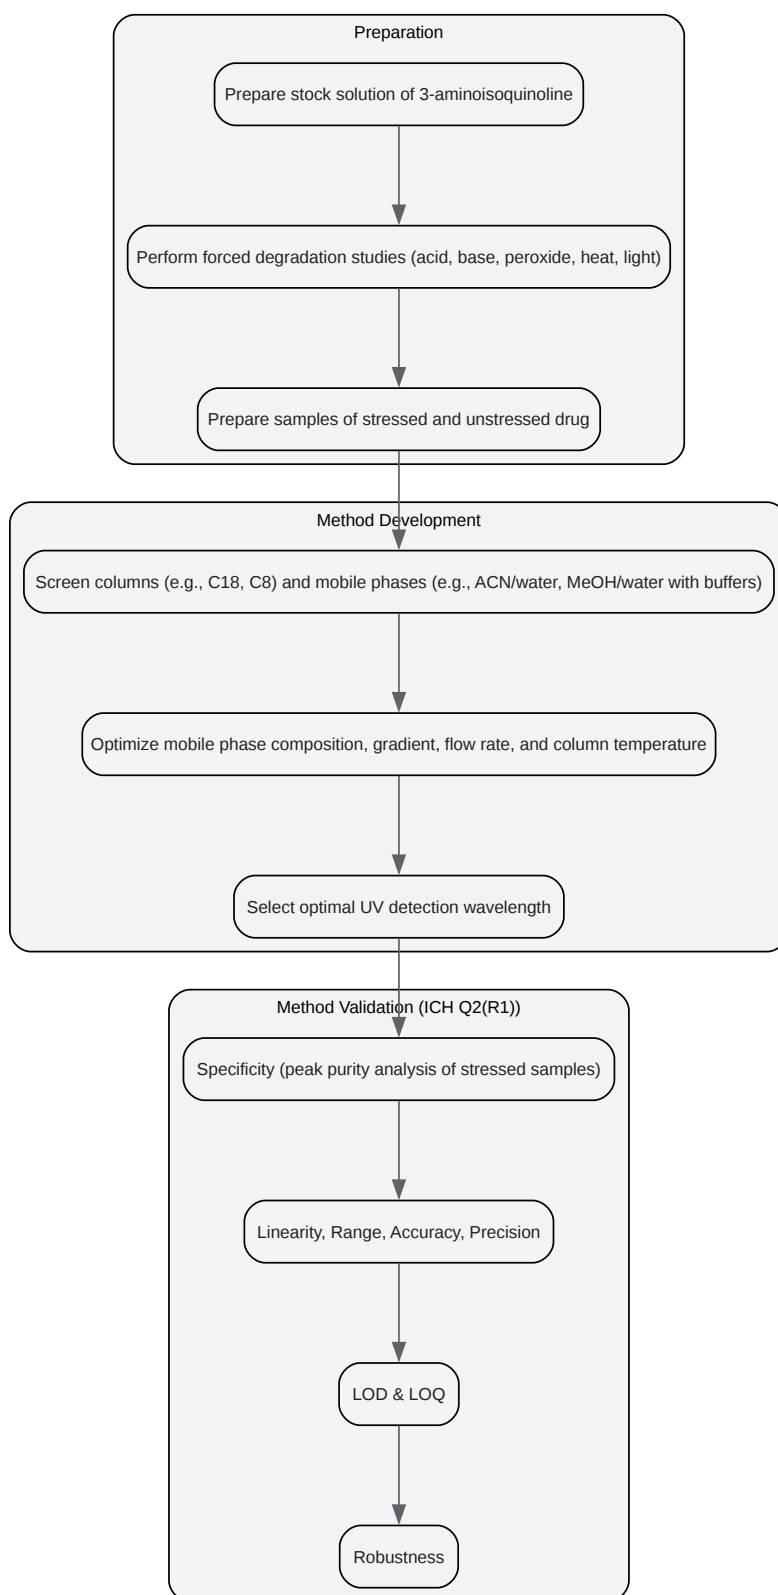 Preparation
Prepare stock solution of 3-aminoisoquinoline
Perform forced degradation studies (acid, base, peroxide, heat, light)
Prepare samples of stressed and unstressed drug
Method Development
Screen columns (e.g., C18, C8) and mobile phases (e.g., ACN/water, MeOH/water with buffers)
Optimize mobile phase composition, gradient, flow rate, and column temperature
Select optimal UV detection wavelength
Method Validation (ICH Q2(R1))
Specificity (peak purity analysis of stressed samples)
Linearity, Range, Accuracy, Precision
LOD & LOQ
Robustness